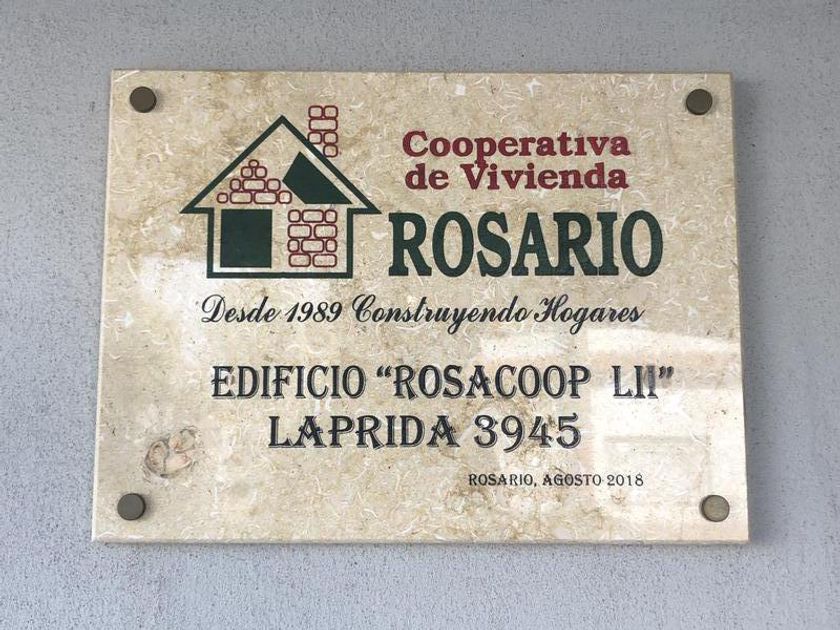 Cooperativa
de Vivienda
ROSARIO
Desde 1989 Construyendo Hogares
EDIFICIO “ROSACOOP LII”
LAPRIDA 3945
ROSARIO, AGOSTO 2018